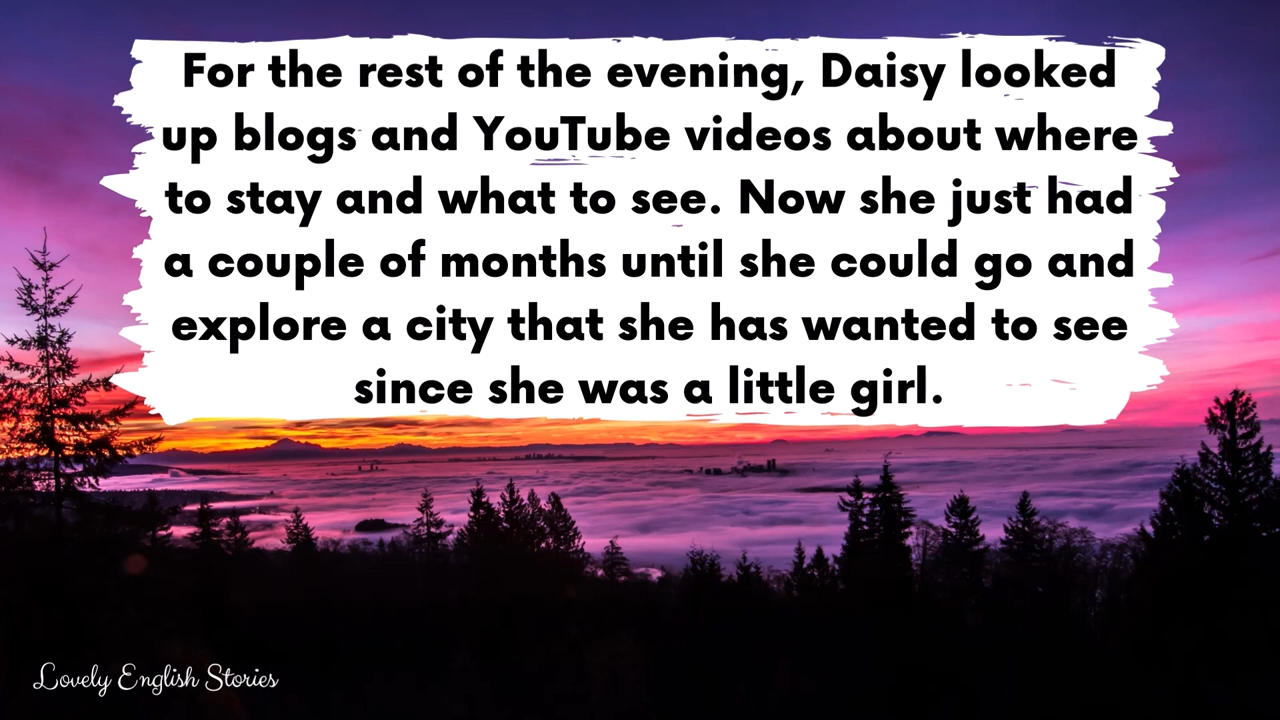 For the rest of the evening, Daisy looked
up blogs and YouTube videos about where
to stay and what to see. Now she just had
a couple of months until she could go and
explore a city that she has wanted to see
since she was a little girl.
Lovely English Stories